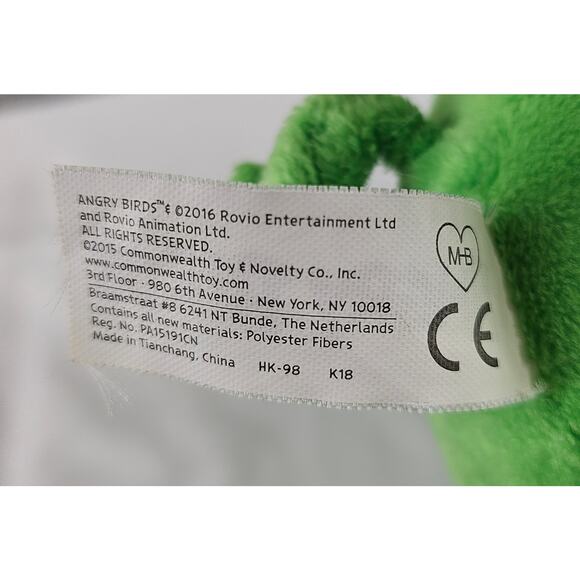 ANGRY BIRDS™& ©2016 Rovio Entertainment Ltd
and Rovio Animation Ltd.
ALL RIGHTS RESERVED.
©2015 Commonwealth Toy & Novelty Co., Inc.
www.commonwealthtoy.com
3rd Floor · 980 6th Avenue · New York, NY 10018
Braamstraat #8 6241 NT Bunde, The Netherlands
Contains all new materials: Polyester Fibers
Reg. No. PA15191CN
Made in Tianchang, China HK-98 K18
M-B
CE